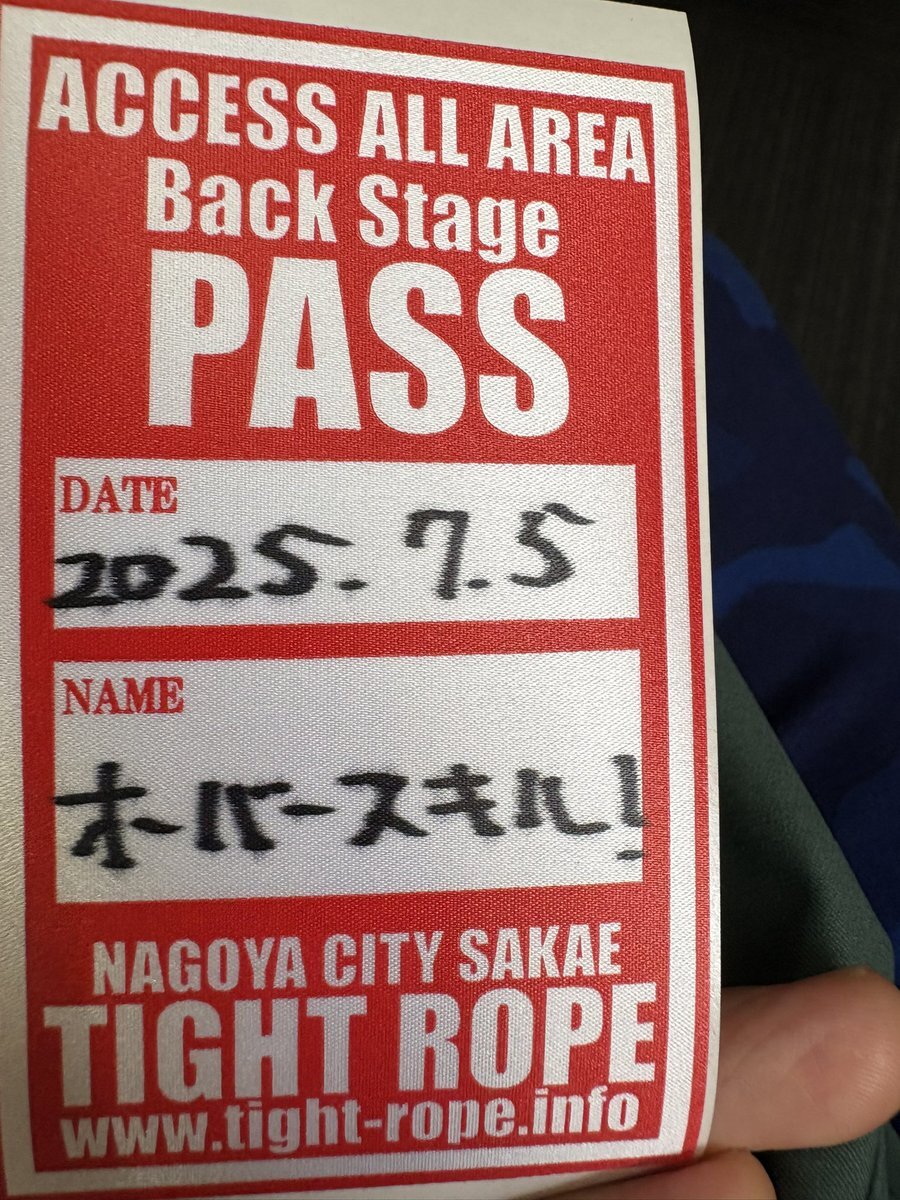 ACCESS ALL AREA
Back Stage
PASS
DATE
2025.7.5
NAME
オーバースキル!
NAGOYA CITY SAKAE
TIGHT ROPE
www.tight-rope.info